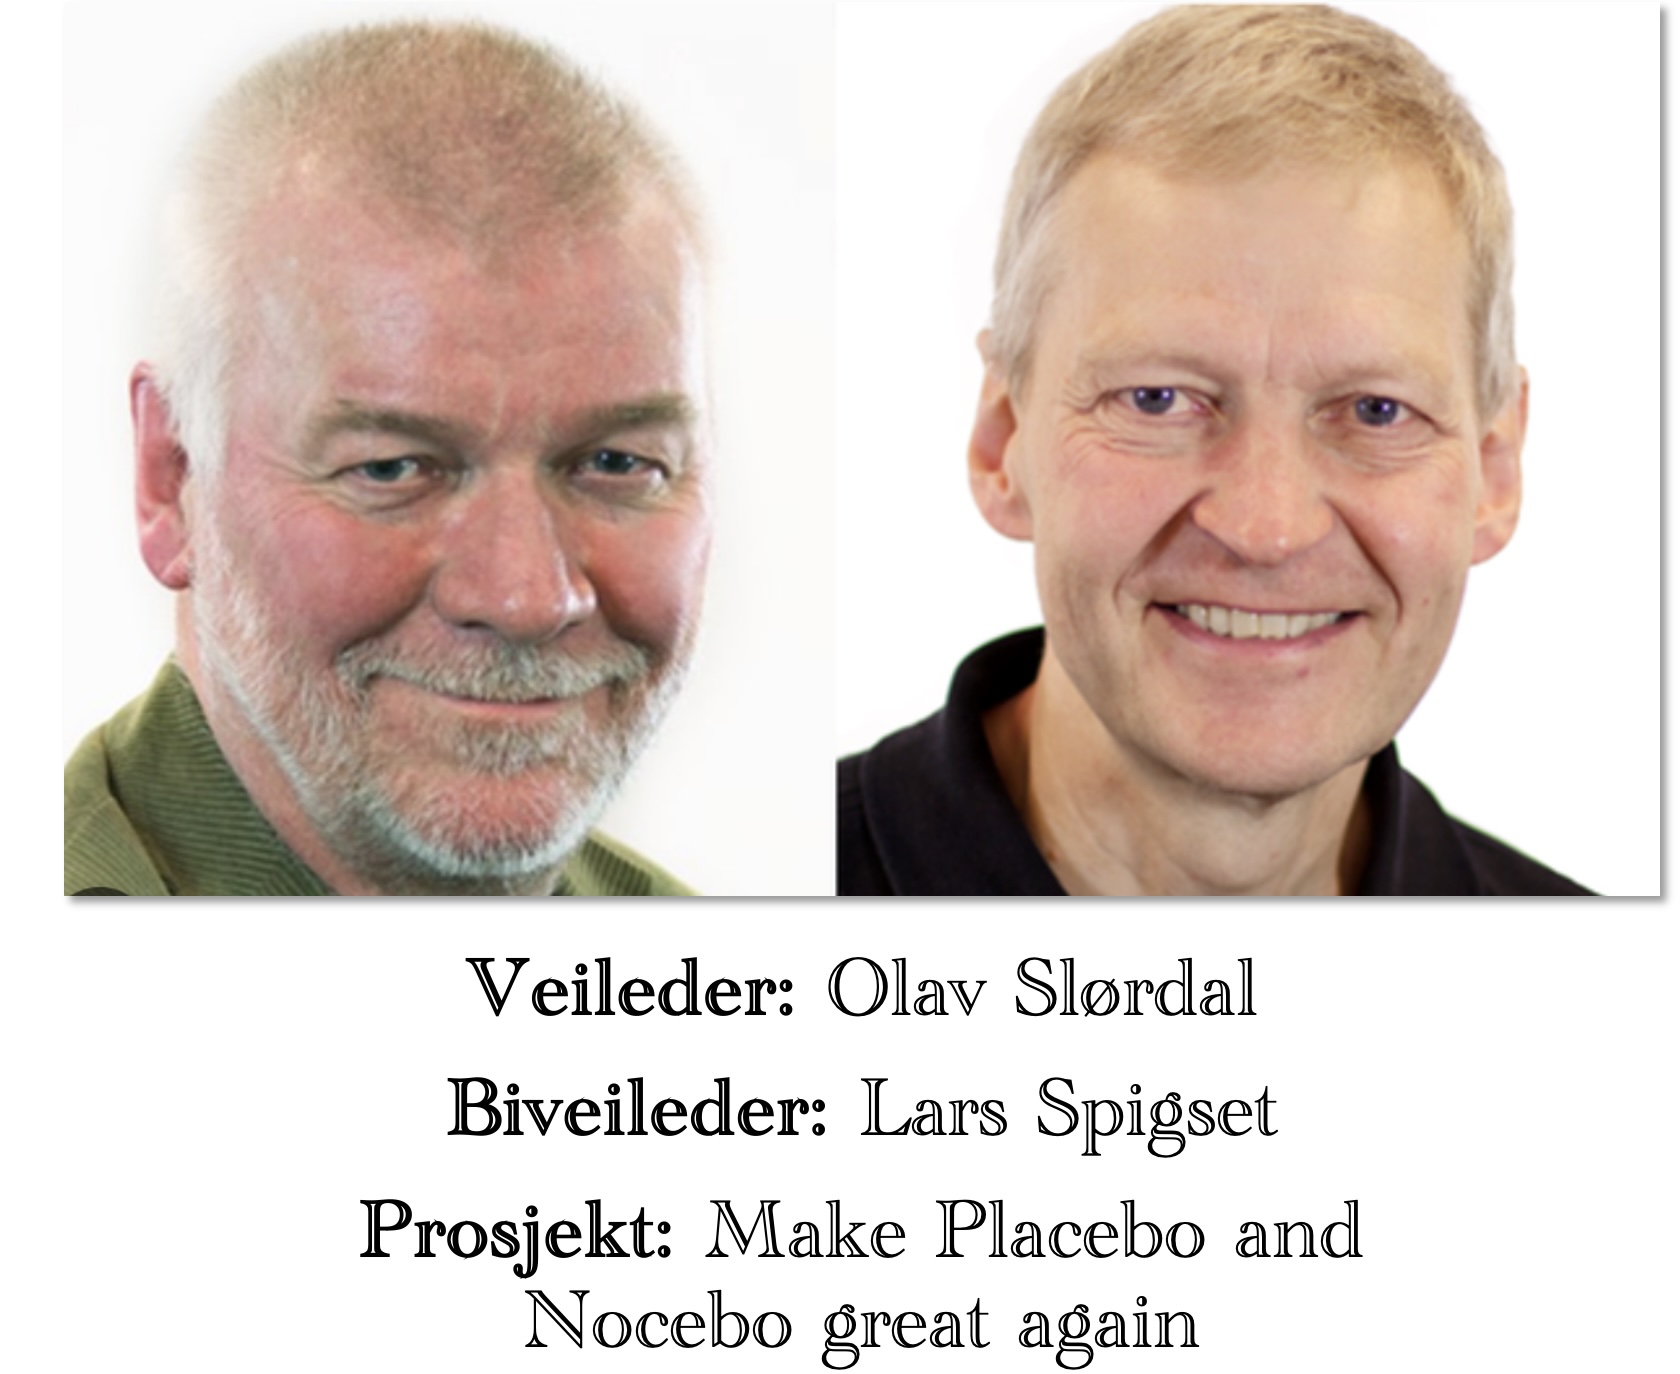 Veileder: Olav Slørdal
Biveileder: Lars Spigset
Prosjekt: Make Placebo and
Nocebo great again